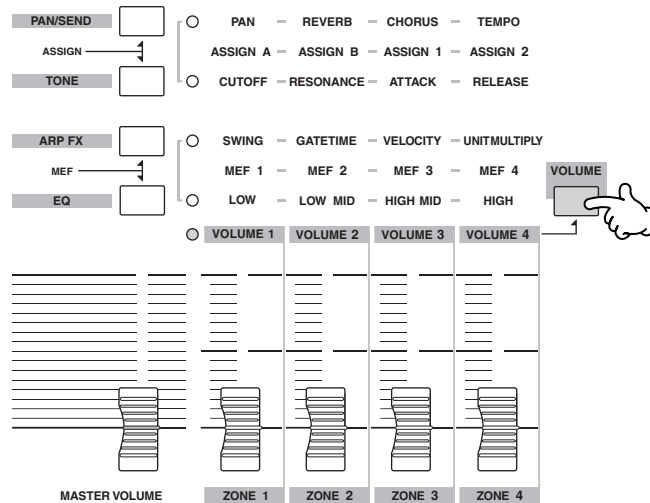 PAN/SEND PAN REVERB CHORUS TEMPO
ASSIGN ASSIGN A ASSIGN B ASSIGN 1 ASSIGN 2
TONE CUTOFF RESONANCE ATTACK RELEASE
ARP FX SWING GATETIME VELOCITY UNITMULTIPLY
MEF MEF 1 MEF 2 MEF 3 MEF 4 VOLUME
EQ LOW LOW MID HIGH MID HIGH
VOLUME 1 VOLUME 2 VOLUME 3 VOLUME 4
MASTER VOLUME ZONE 1 ZONE 2 ZONE 3 ZONE 4